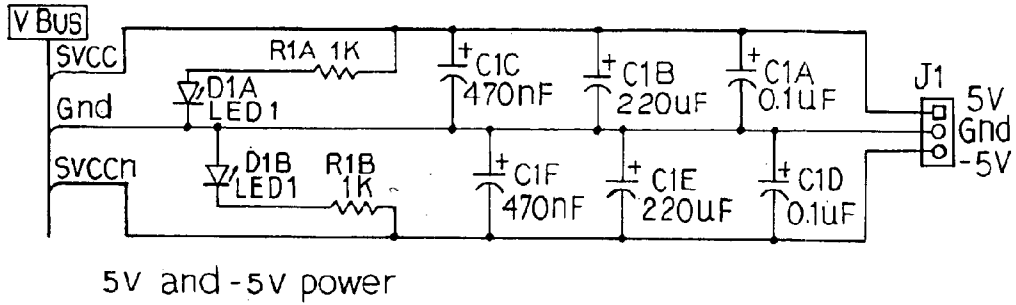 V Bus
SVCC
R1A 1K
D1A
LED1
C1C
470nF
C1B
220uF
C1A
0.1uF
J1
5V
Gnd
-5V
Gnd
D1B
LED1
R1B
1K
SVCCn
C1F
470nF
C1E
220uF
C1D
0.1uF
5V and -5V power